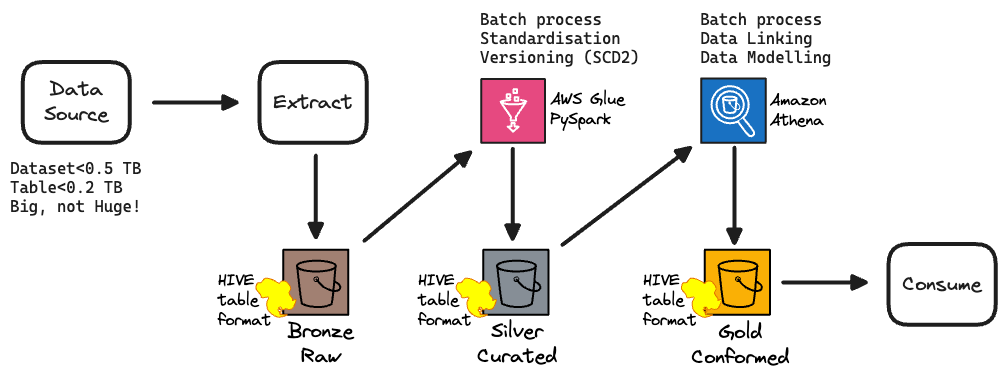 Data
Source
Dataset<0.5 TB
Table<0.2 TB
Big, not Huge!
Extract
HIVE
table
format
Bronze
Raw
Batch process
Standardisation
Versioning (SCD2)
AWS Glue
PySpark
HIVE
table
format
Silver
Curated
Batch process
Data Linking
Data Modelling
Amazon
Athena
HIVE
table
format
Gold
Conformed
Consume